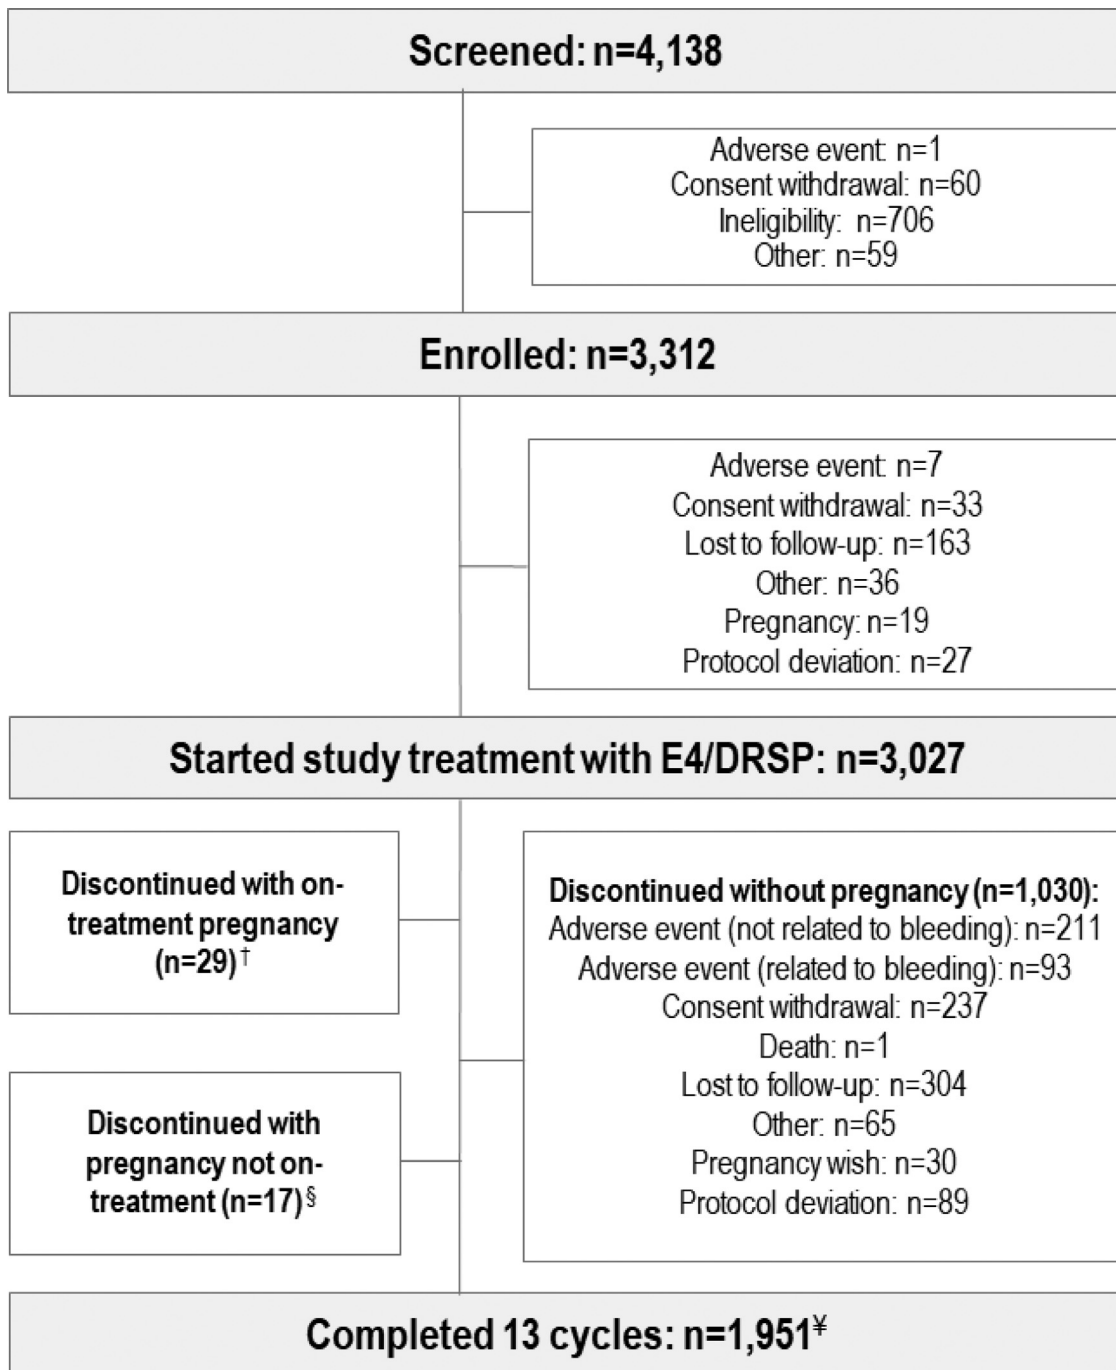 Screened: n=4,138
Adverse event: n=1
Consent withdrawal: n=60
Ineligibility: n=706
Other: n=59
Enrolled: n=3,312
Adverse event: n=7
Consent withdrawal: n=33
Lost to follow-up: n=163
Other: n=36
Pregnancy: n=19
Protocol deviation: n=27
Started study treatment with E4/DRSP: n=3,027
Discontinued with on-
treatment pregnancy
(n=29)†
Discontinued with
pregnancy not on-
treatment (n=17)§
Discontinued without pregnancy (n=1,030):
Adverse event (not related to bleeding): n=211
Adverse event (related to bleeding): n=93
Consent withdrawal: n=237
Death: n=1
Lost to follow-up: n=304
Other: n=65
Pregnancy wish: n=30
Protocol deviation: n=89
Completed 13 cycles: n=1,951¥